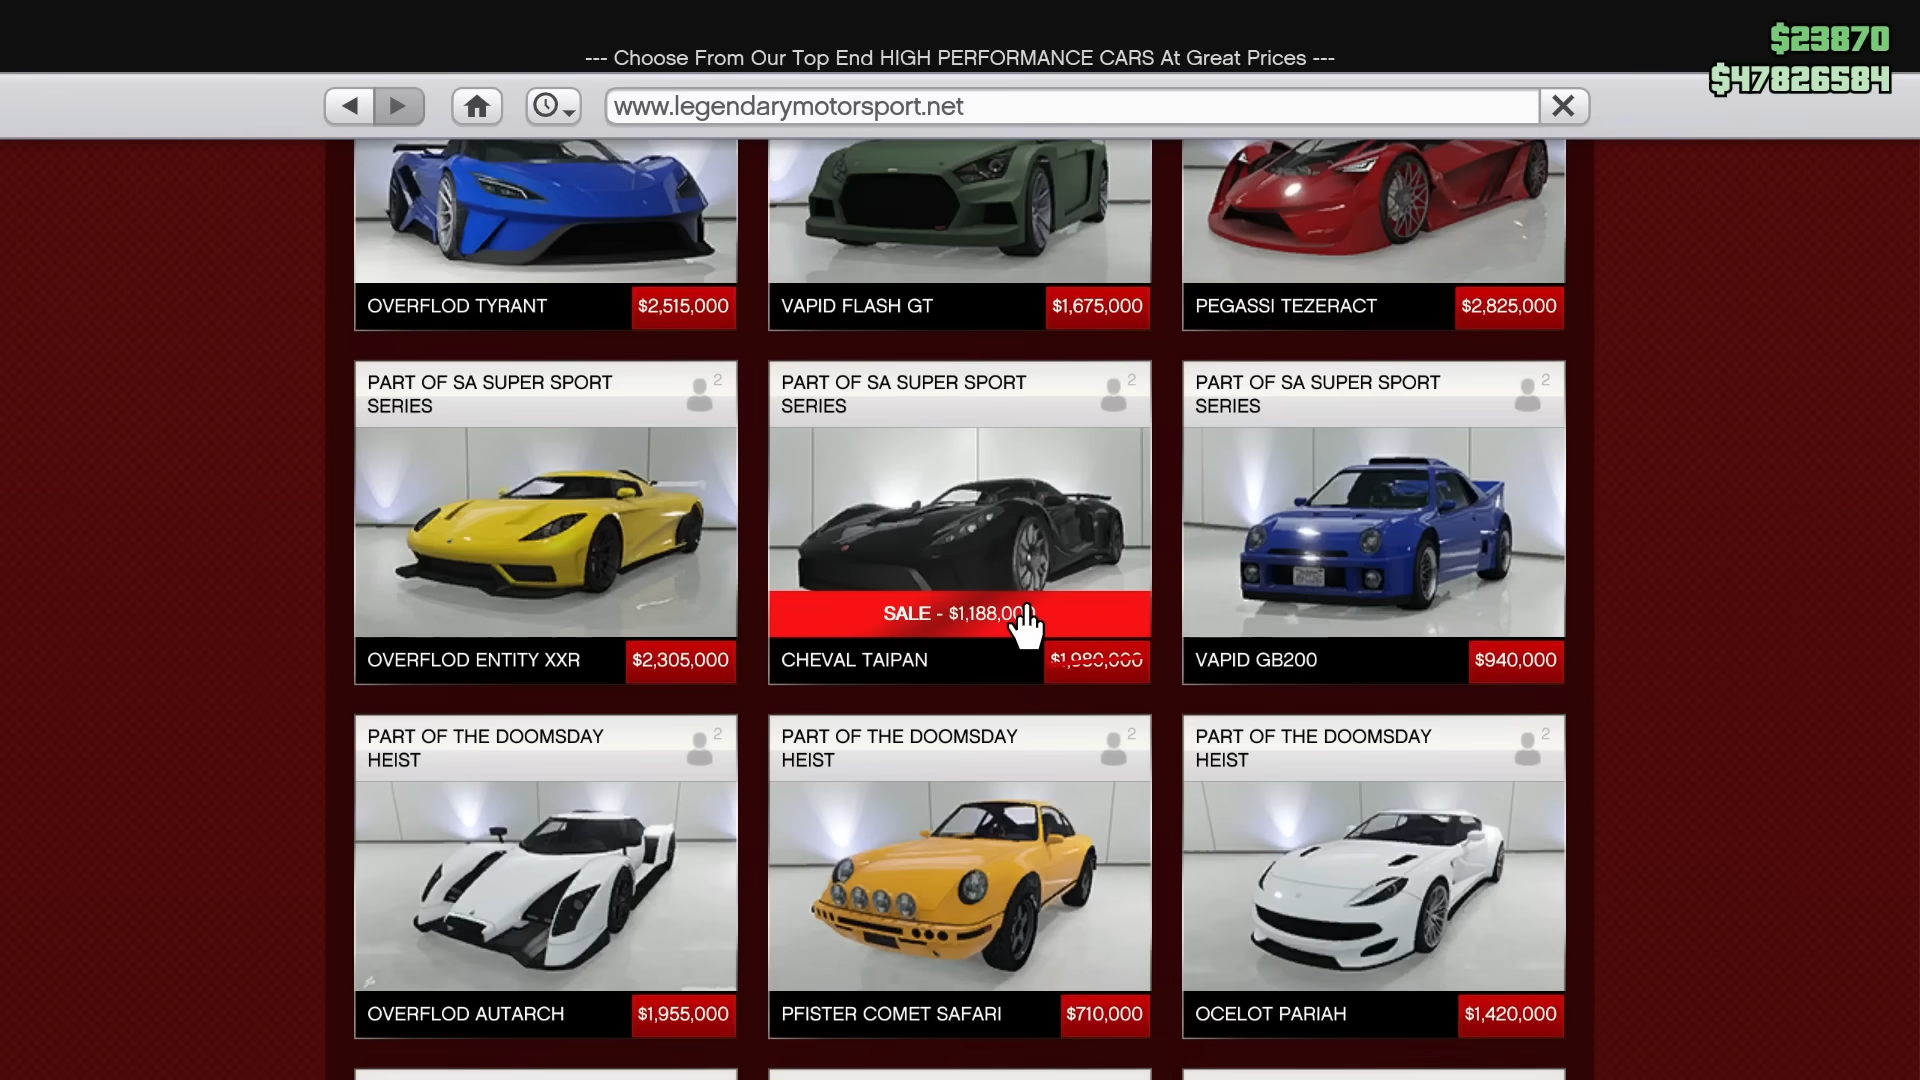 $23870
--- Choose From Our Top End HIGH PERFORMANCE CARS At Great Prices ---
$47826584
www.legendarymotorsport.net
OVERFLOD TYRANT
$2,515,000
VAPID FLASH GT
$1,675,000
PEGASSI TEZERACT
$2,825,000
PART OF SA SUPER SPORT
SERIES
2
PART OF SA SUPER SPORT
SERIES
2
PART OF SA SUPER SPORT
SERIES
2
SALE - $1,188,000
OVERFLOD ENTITY XXR
$2,305,000
CHEVAL TAIPAN
$1,980,000
VAPID GB200
$940,000
PART OF THE DOOMSDAY
HEIST
2
PART OF THE DOOMSDAY
HEIST
2
PART OF THE DOOMSDAY
HEIST
2
OVERFLOD AUTARCH
$1,955,000
PFISTER COMET SAFARI
$710,000
OCELOT PARIAH
$1,420,000